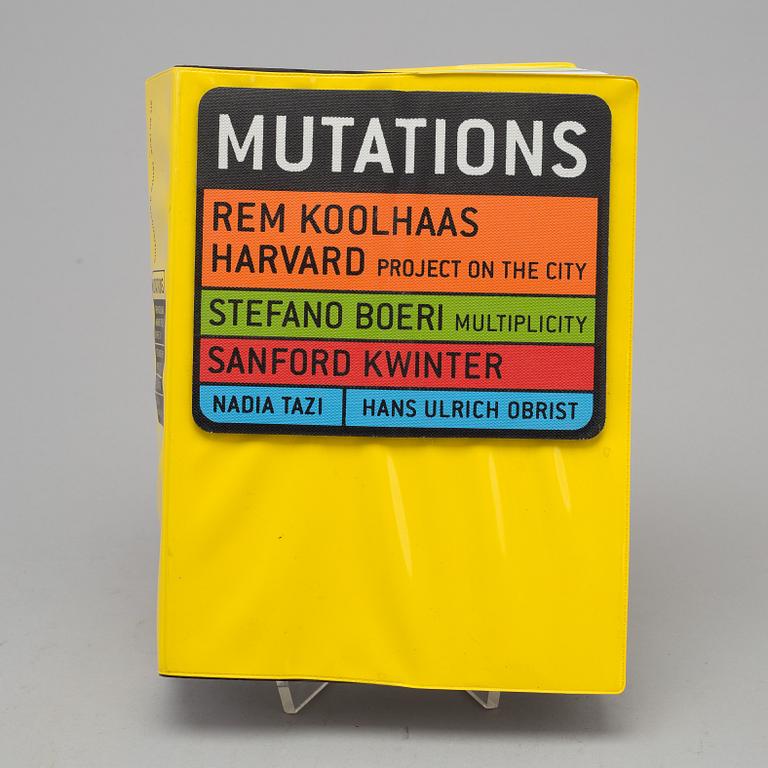 MUTATIONS
REM KOOLHAAS
HARVARD PROJECT ON THE CITY
STEFANO BOERI MULTIPLICITY
SANFORD KWINTER
NADIA TAZI HANS ULRICH OBRIST